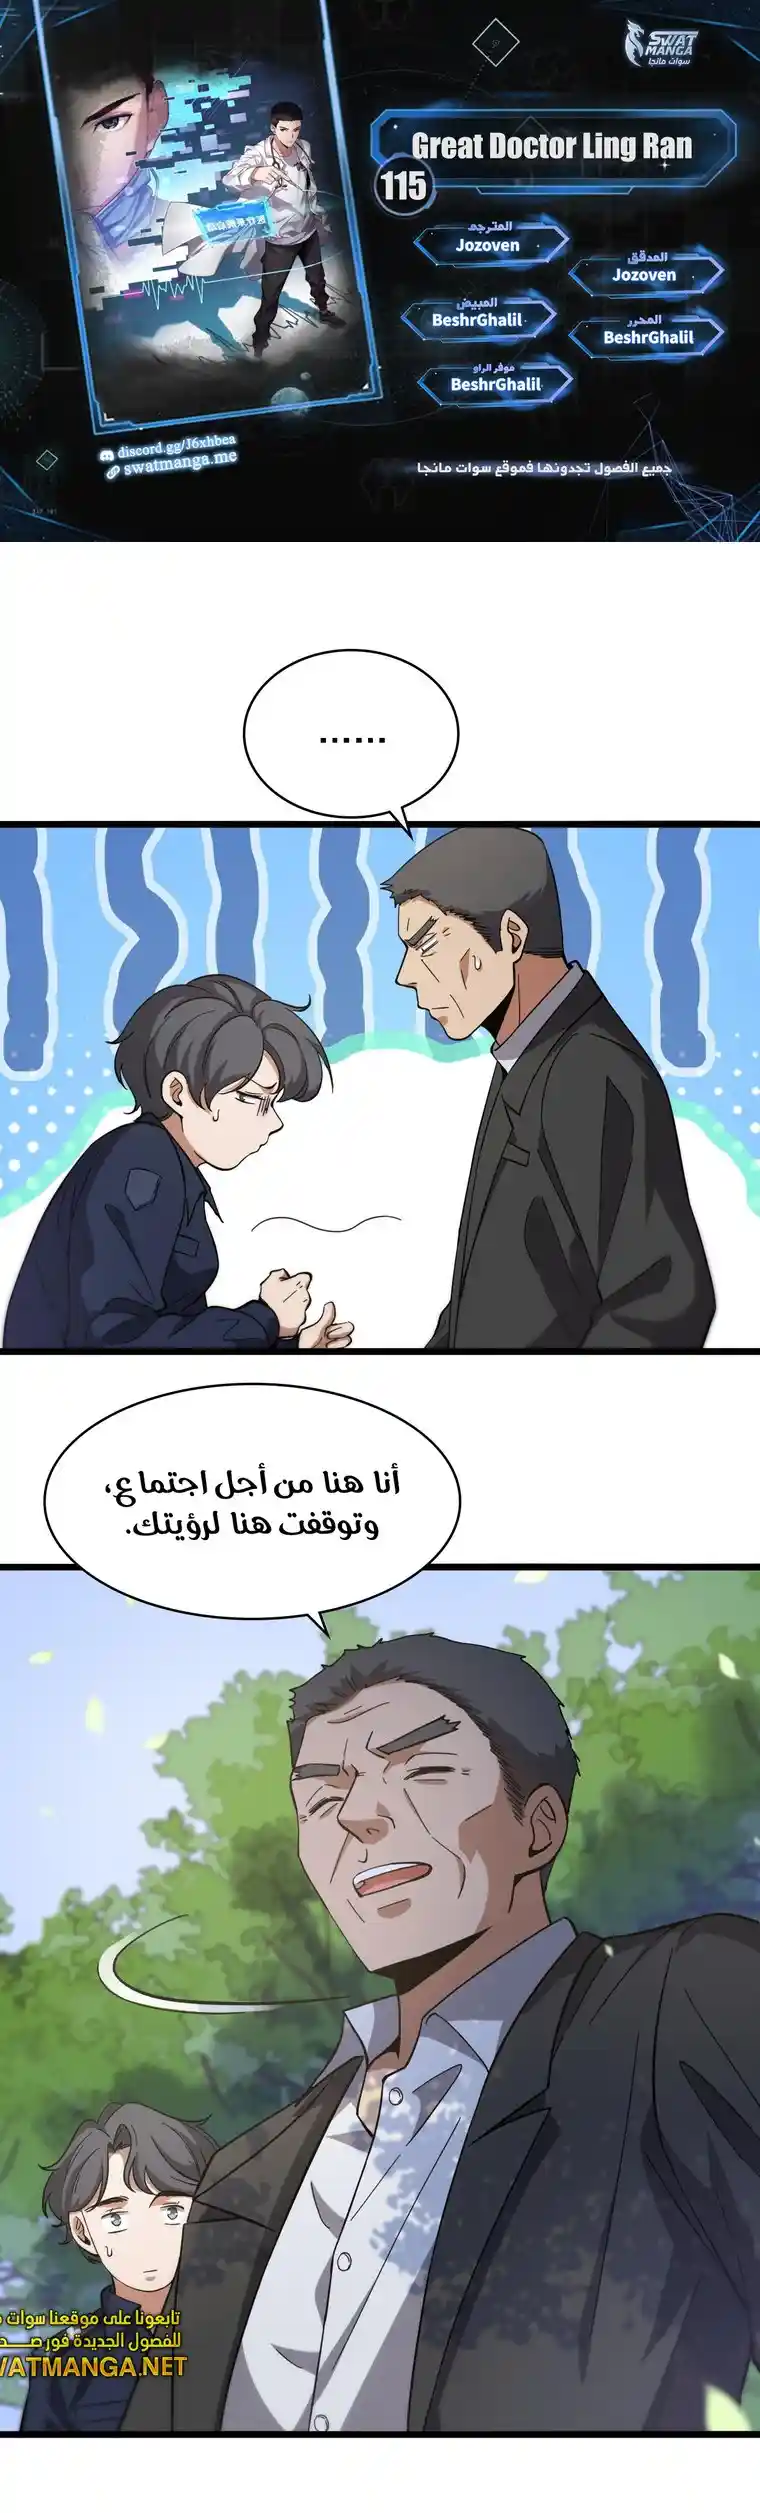 SWAT
MANGA
سوات مانجا
Great Doctor Ling Ran
115
المترجم
Jozoven
المدقق
Jozoven
المبيض
BeshrGhalil
المحرر
BeshrGhalil
موفر الراو
BeshrGhalil
discord.gg/J6xhbea
swatmanga.me
جميع الفصول تجدونها فموقع سوات مانجا
......
أنا هنا من أجل اجتماع،
وتوقفت هنا لرؤيتك.
تابعونا على موقعنا سوات
للفصول الجديدة فور
WATMANGA.NET